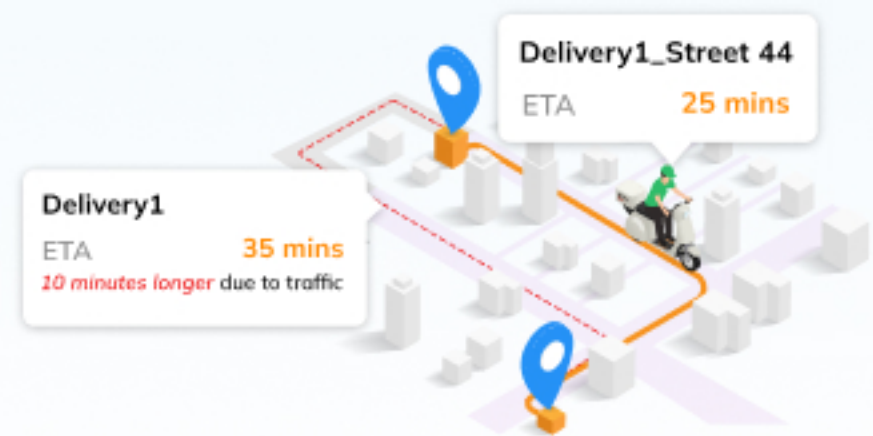 Delivery1_Street 44
ETA 25 mins
Delivery1
ETA 35 mins
10 minutes longer due to traffic